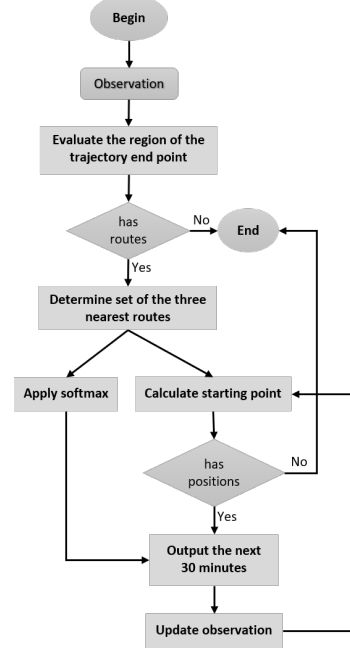 Begin
Observation
Evaluate the region of the
trajectory end point
has
routes
No
End
Yes
Determine set of the three
nearest routes
Apply softmax
Calculate starting point
has
positions
No
Yes
Output the next
30 minutes
Update observation